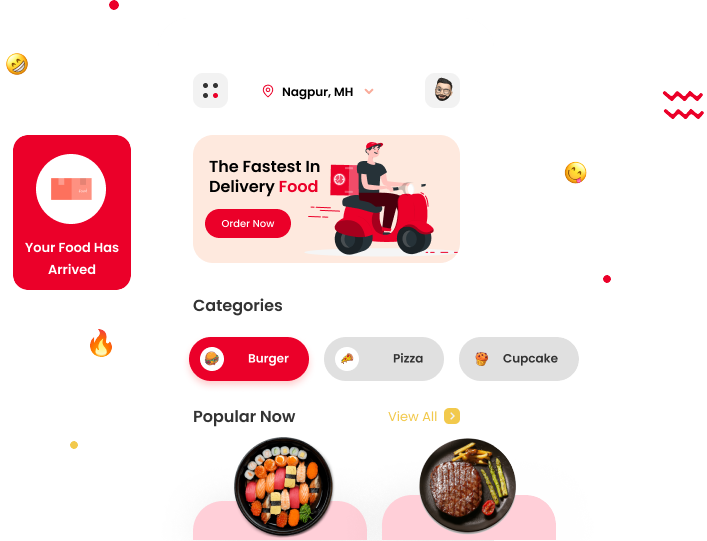 Nagpur, MH
The Fastest In
Delivery Food
Order Now
Your Food Has
Arrived
Categories
Burger
Pizza
Cupcake
Popular Now
View All